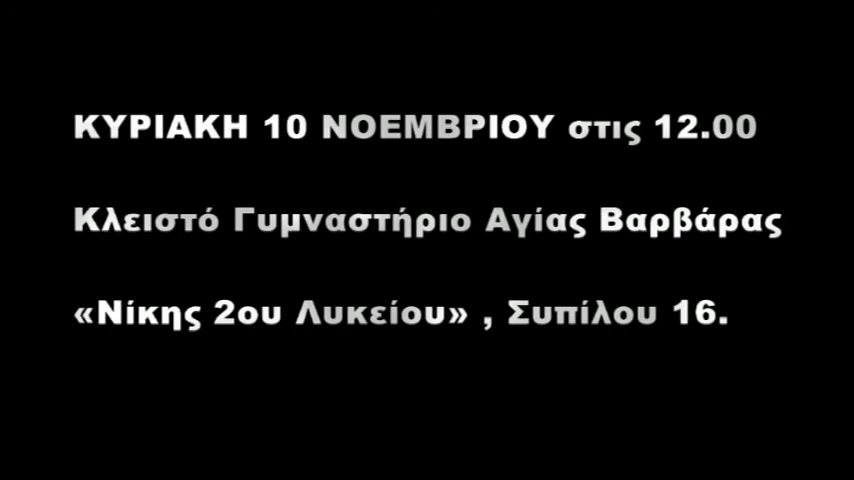 ΚΥΡΙΑΚΗ 10 ΝΟΕΜΒΡΙΟΥ στις 12.00
Κλειστό Γυμναστήριο Αγίας Βαρβάρας
«Νίκης 2ου Λυκείου» , Συπίλου 16.